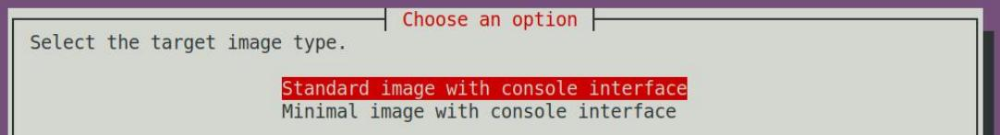 Choose an option
Select the target image type.
Standard image with console interface
Minimal image with console interface